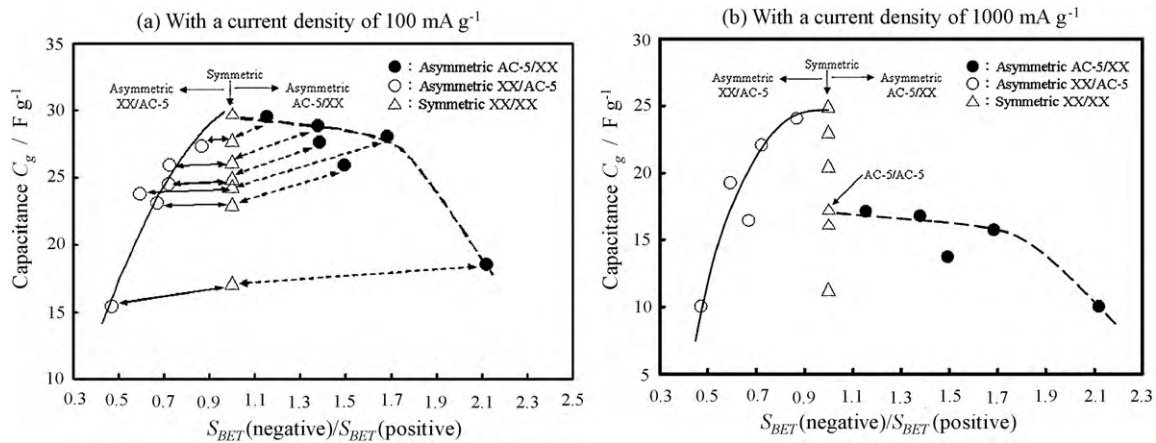 (a) With a current density of 100 mA g-1
35
30
25
20
15
10
Capacitance Cg / F g-1
Asymmetric
XX/AC-5
Symmetric
Asymmetric
AC-5/XX
● : Asymmetric AC-5/XX
○ : Asymmetric XX/AC-5
△ : Symmetric XX/XX
0.3 0.5 0.7 0.9 1.1 1.3 1.5 1.7 1.9 2.1 2.3 2.5
SBET(negative)/SBET(positive)
(b) With a current density of 1000 mA g-1
30
25
20
15
10
5
Capacitance Cg / F g-1
Asymmetric
XX/AC-5
Symmetric
Asymmetric
AC-5/XX
● : Asymmetric AC-5/XX
○ : Asymmetric XX/AC-5
△ : Symmetric XX/XX
AC-5/AC-5
0.3 0.5 0.7 0.9 1.1 1.3 1.5 1.7 1.9 2.1 2.3
SBET(negative)/SBET(positive)